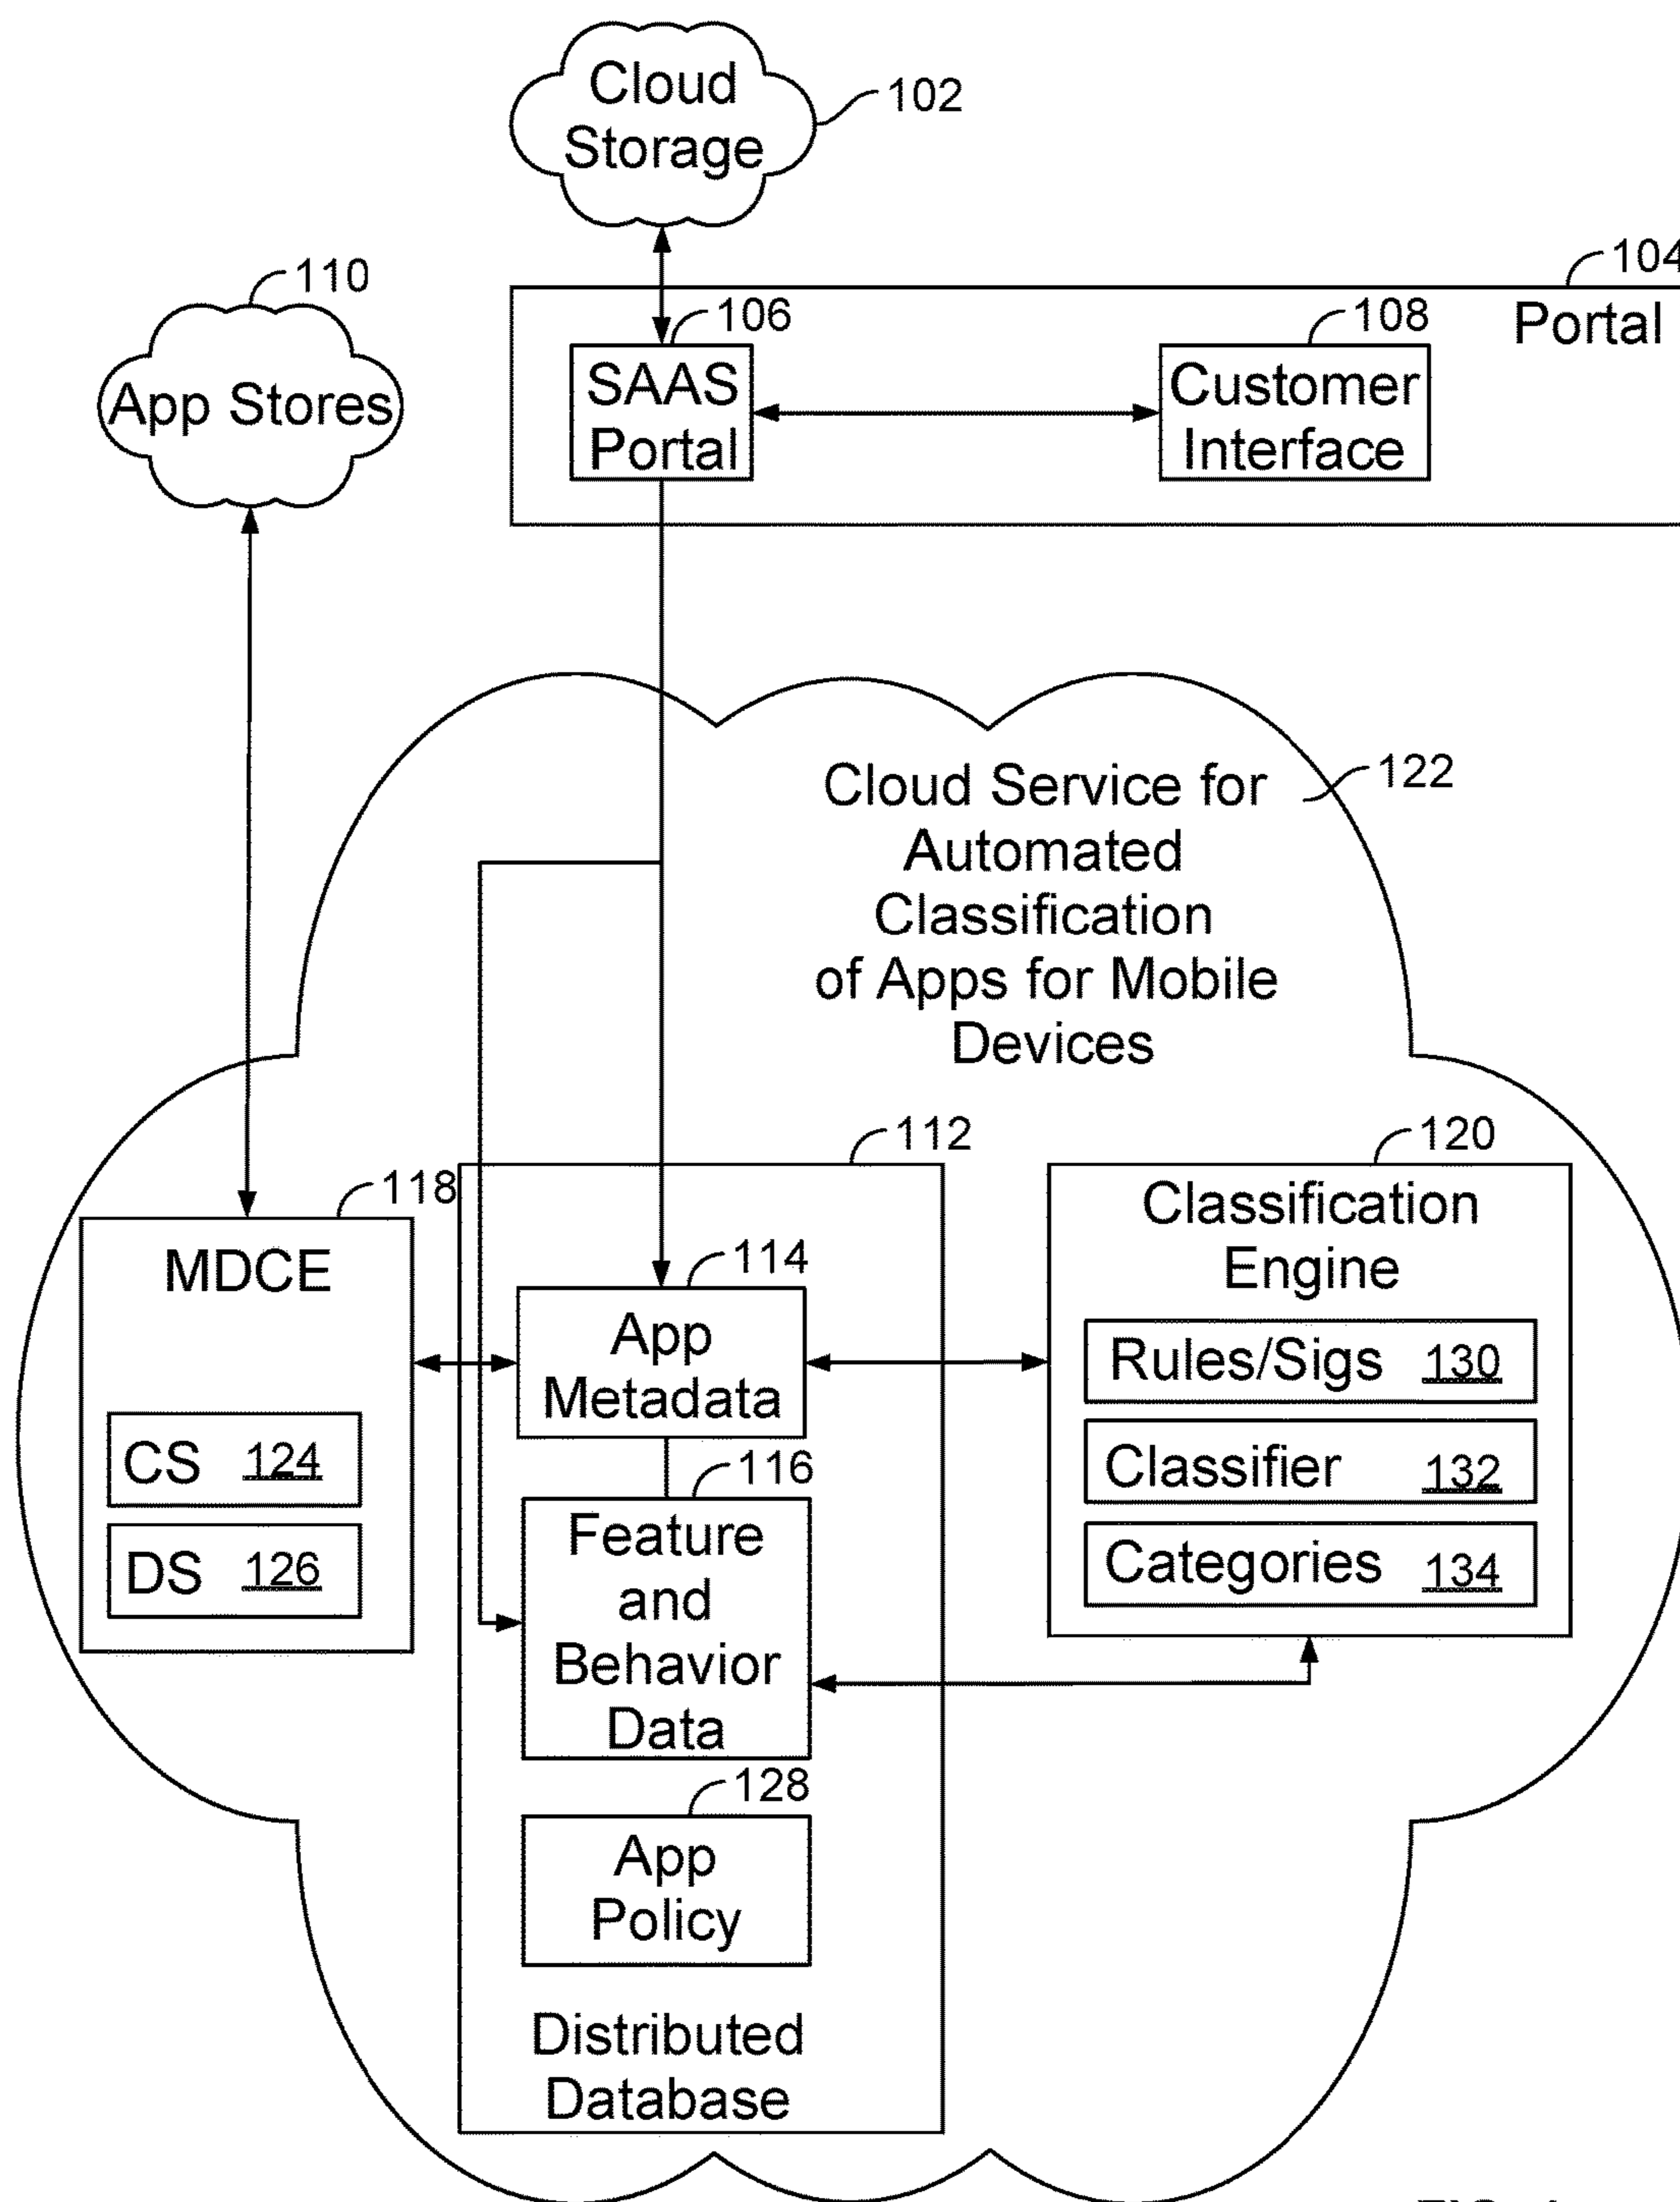 Cloud
Storage
102
110
App Stores
104
Portal
106
SAAS
Portal
108
Customer
Interface
Cloud Service for
Automated
Classification
of Apps for Mobile
Devices
122
118
MDCE
CS 124
DS 126
112
114
App
Metadata
116
Feature
and
Behavior
Data
128
App
Policy
Distributed
Database
120
Classification
Engine
Rules/Sigs 130
Classifier 132
Categories 134